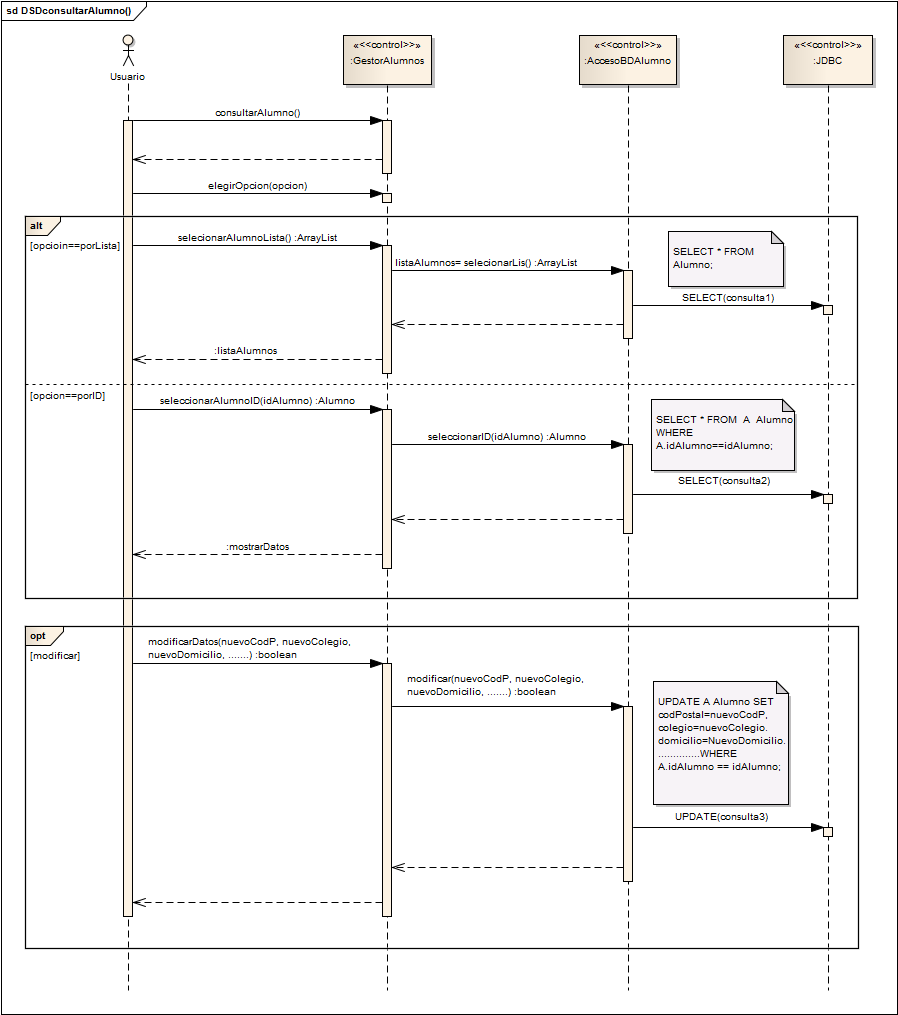 sd DSDconsultarAlumno()
Usuario
«<<control>>»
:GestorAlumnos
«<<control>>»
:AccesoBDAlumno
«<<control>>»
:JDBC
consultarAlumno()
elegirOpcion(opcion)
alt
[opcioin==porLista]
selecionarAlumnoLista() :ArrayList
listaAlumnos= selecionarLis() :ArrayList
SELECT * FROM
Alumno;
SELECT(consulta1)
:listaAlumnos
[opcion==porID]
seleccionarAlumnoID(idAlumno) :Alumno
seleccionarID(idAlumno) :Alumno
SELECT * FROM A Alumno
WHERE
A.idAlumno==idAlumno;
SELECT(consulta2)
:mostrarDatos
opt
[modificar]
modificarDatos(nuevoCodP, nuevoColegio,
nuevoDomicilio, .......) :boolean
modificar(nuevoCodP, nuevoColegio,
nuevoDomicilio, .......) :boolean
UPDATE A Alumno SET
codPostal=nuevoCodP,
colegio=nuevoColegio.
domicilio=NuevoDomicilio.
..............WHERE
A.idAlumno == idAlumno;
UPDATE(consulta3)